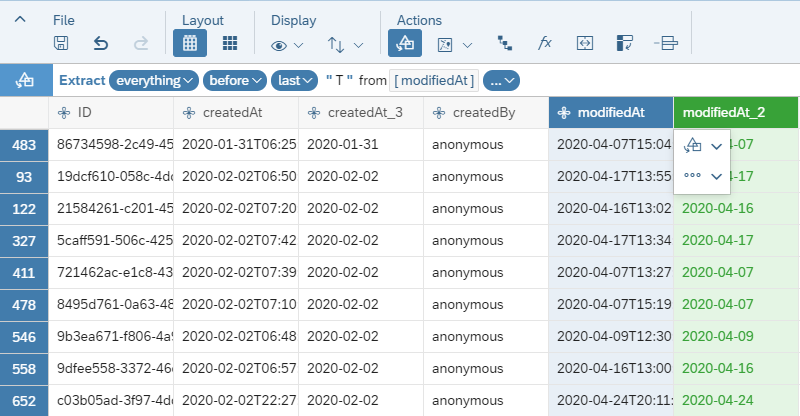 File Layout Display Actions
fx
Extract everything before last " T " from [modifiedAt] ...
ID createdAt createdAt_3 createdBy modifiedAt modifiedAt_2
483 86734598-2c49-45 2020-01-31T06:25 2020-01-31 anonymous 2020-04-07T15:04 -07
93 19dcf610-058c-4d 2020-02-02T06:50 2020-02-02 anonymous 2020-04-17T13:55 -17
122 21584261-c201-45 2020-02-02T07:20 2020-02-02 anonymous 2020-04-16T13:02 2020-04-16
327 5caff591-506c-425 2020-02-02T07:42 2020-02-02 anonymous 2020-04-17T13:34 2020-04-17
411 721462ac-e1c8-43 2020-02-02T07:39 2020-02-02 anonymous 2020-04-07T13:27 2020-04-07
478 8495d761-0a63-48 2020-02-02T07:10 2020-02-02 anonymous 2020-04-07T15:19 2020-04-07
546 9b3ea671-f806-4a 2020-02-02T06:48 2020-02-02 anonymous 2020-04-09T12:30 2020-04-09
558 9dfee558-3372-46 2020-02-02T06:57 2020-02-02 anonymous 2020-04-16T13:00 2020-04-16
652 c03b05ad-3f97-4d 2020-02-02T22:27 2020-02-02 anonymous 2020-04-24T20:11: 2020-04-24